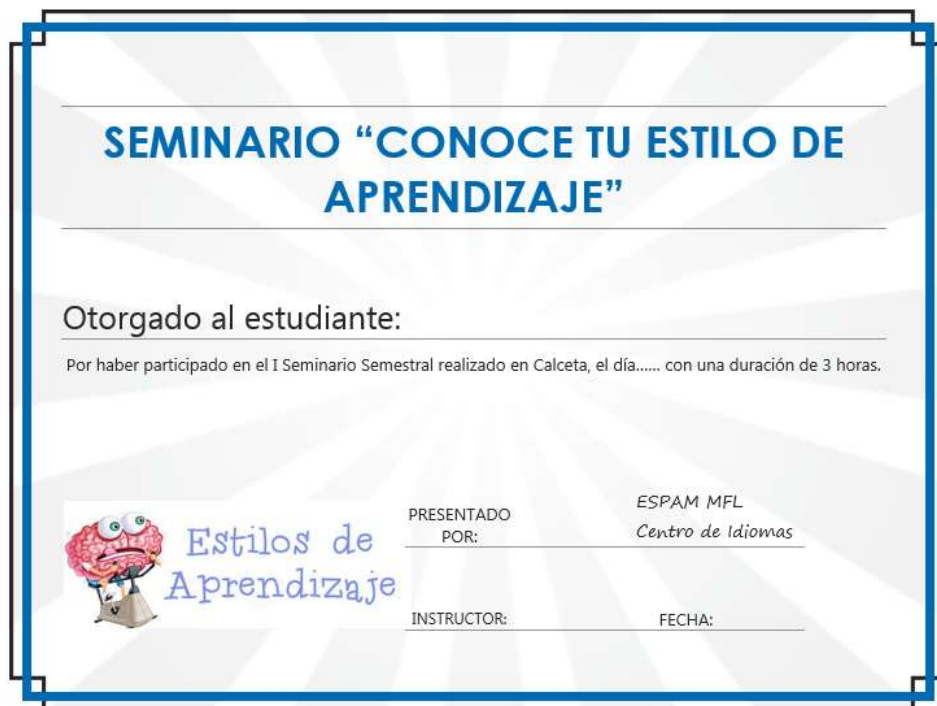 SEMINARIO “CONOCE TU ESTILO DE
APRENDIZAJE”
Otorgado al estudiante:
Por haber participado en el I Seminario Semestral realizado en Calceta, el día...... con una duración de 3 horas.
Estilos de
Aprendizaje
PRESENTADO
POR:
ESPAM MFL
Centro de Idiomas
INSTRUCTOR:
FECHA: